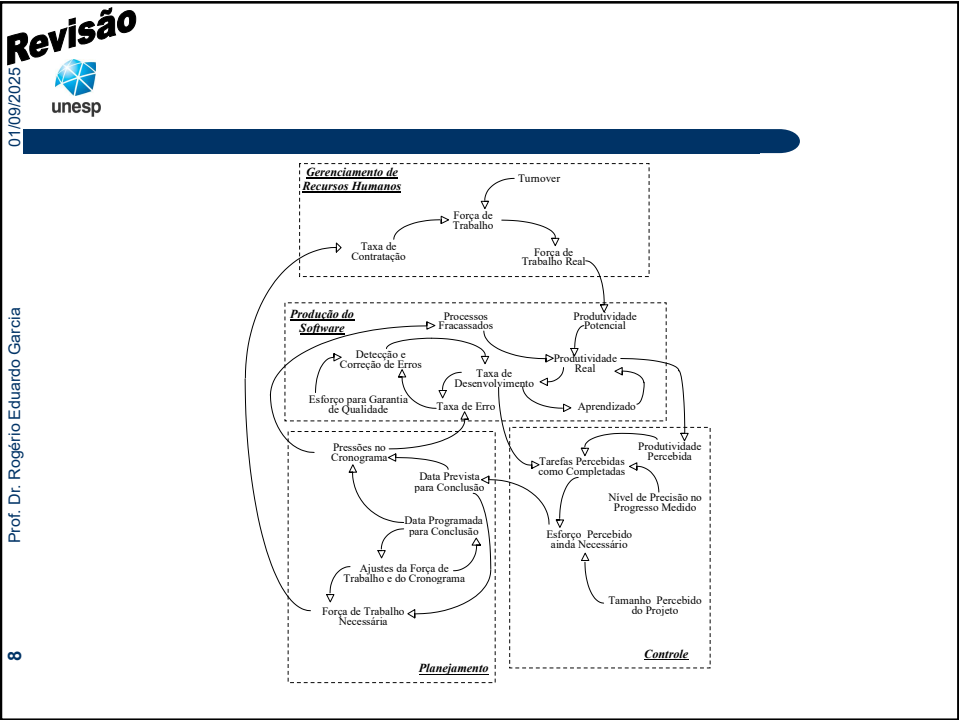 Revisão
unesp
01/09/2025
Prof. Dr. Rogério Eduardo Garcia
8
Gerenciamento de
Recursos Humanos
Turnover
Força de
Trabalho
Taxa de
Contratação
Força de
Trabalho Real
Produção do
Software
Processos
Fracassados
Produtividade
Potencial
Detecção e
Correção de Erros
Produtividade
Real
Taxa de
Desenvolvimento
Esforço para Garantia
de Qualidade
Taxa de Erro
Aprendizado
Pressões no
Cronograma
Data Prevista
para Conclusão
Data Programada
para Conclusão
Ajustes da Força de
Trabalho e do Cronograma
Força de Trabalho
Necessária
Planejamento
Produtividade
Percebida
Tarefas Percebidas
como Completadas
Nível de Precisão no
Progresso Medido
Esforço Percebido
ainda Necessário
Tamanho Percebido
do Projeto
Controle